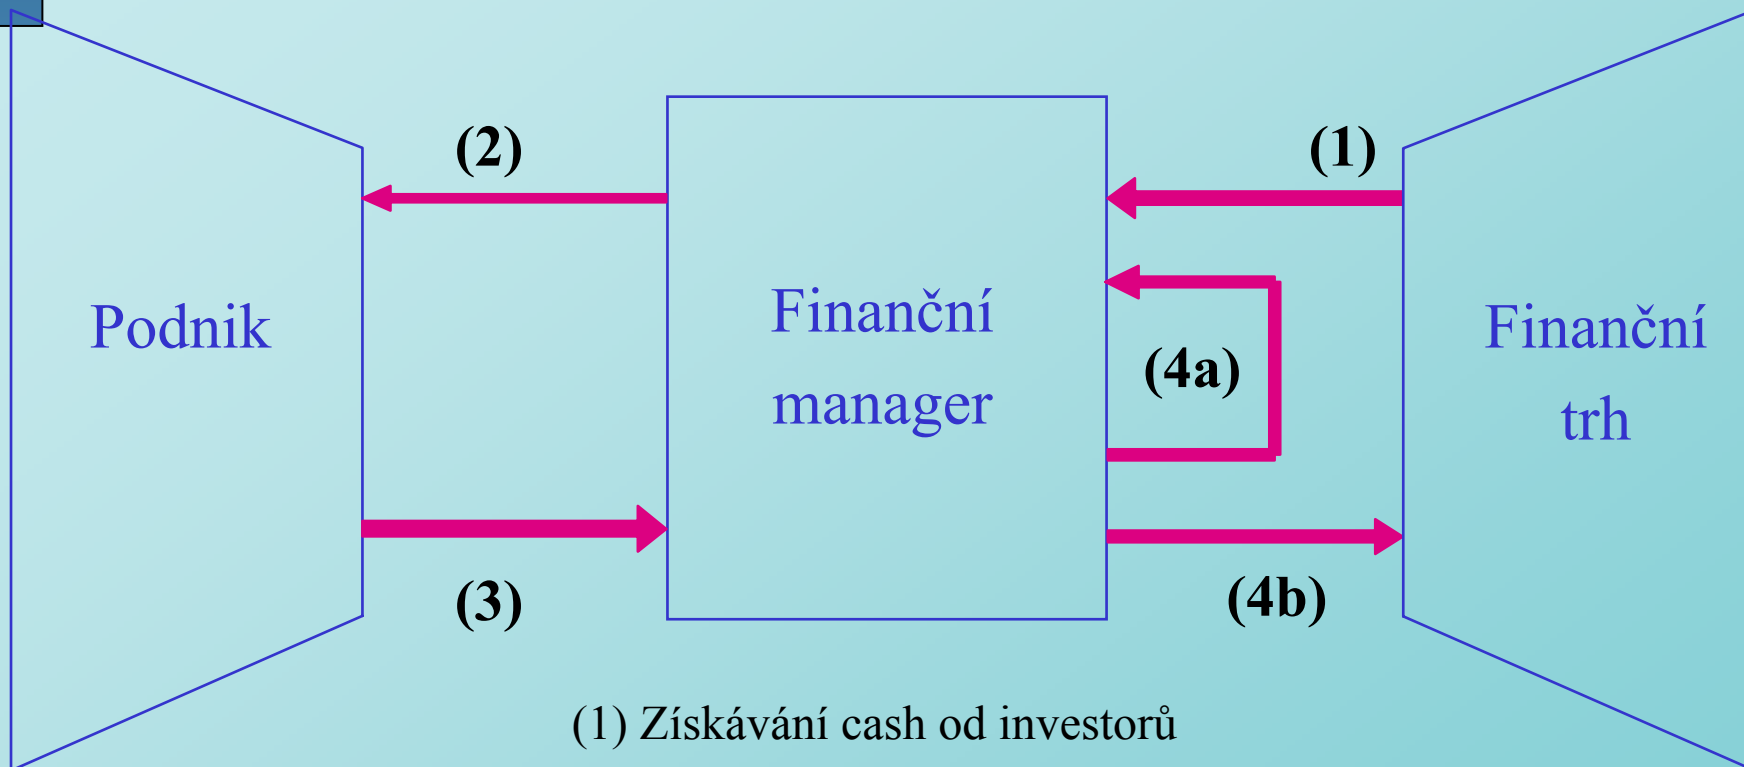 (2)
(1)
Podnik
Finanční
manager
(4a)
Finanční
trh
(3)
(4b)
(1) Získávání cash od investorů